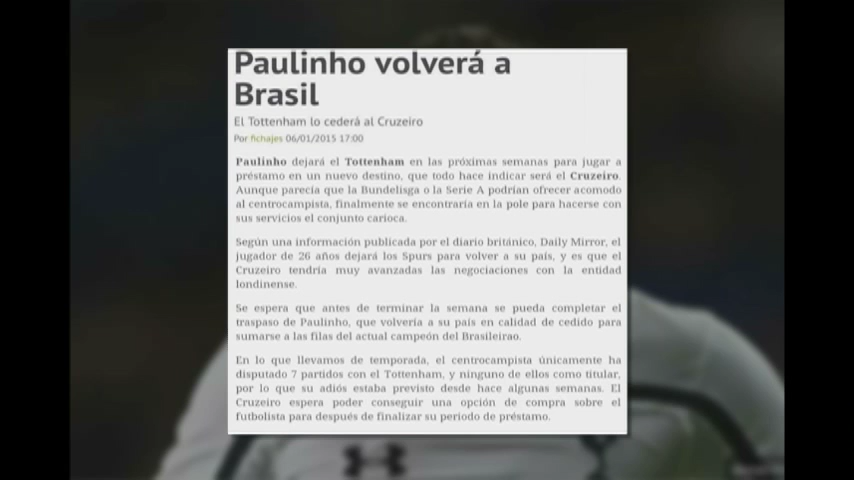 Paulinho volverá a
Brasil
El Tottenham lo cederá al Cruzeiro
Por fichajes 06/01/2015 17:00
Paulinho dejará el Tottenham en las próximas semanas para jugar a
préstamo en un nuevo destino, que todo hace indicar será el Cruzeiro.
Aunque parecía que la Bundelisga o la Serie A podrían ofrecer acomodo
al centrocampista, finalmente se encontraría en la pole para hacerse con
sus servicios el conjunto carioca.
Según una información publicada por el diario británico, Daily Mirror, el
jugador de 26 años dejará los Spurs para volver a su país, y es que el
Cruzeiro tendría muy avanzadas las negociaciones con la entidad
londinense.
Se espera que antes de terminar la semana se pueda completar el
traspaso de Paulinho, que volvería a su país en calidad de cedido para
sumarse a las filas del actual campeón del Brasileirao.
En lo que llevamos de temporada, el centrocampista únicamente ha
disputado 7 partidos con el Tottenham, y ninguno de ellos como titular,
por lo que su adiós estaba previsto desde hace algunas semanas. El
Cruzeiro espera poder conseguir una opción de compra sobre el
futbolista para después de finalizar su periodo de préstamo.